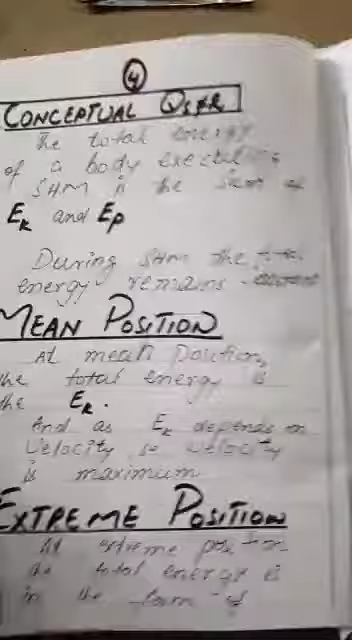 4
CONCEPTUAL Qs & R
The total energy
of a body executing
SHM is the sum of
Ek and Ep
During SHM the total
energy remains constant
MEAN POSITION
At mean position,
the total energy is
the Ek.
And as Ek depends on
Velocity so velocity
is maximum
EXTREME POSITION
At extreme position
the total energy is
in the form of